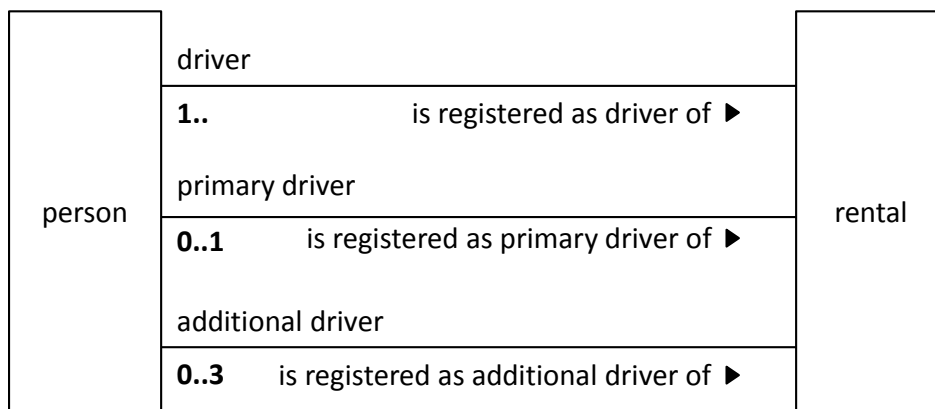 driver
1.. is registered as driver of ▶
primary driver
person
rental
0..1 is registered as primary driver of ▶
additional driver
0..3 is registered as additional driver of ▶